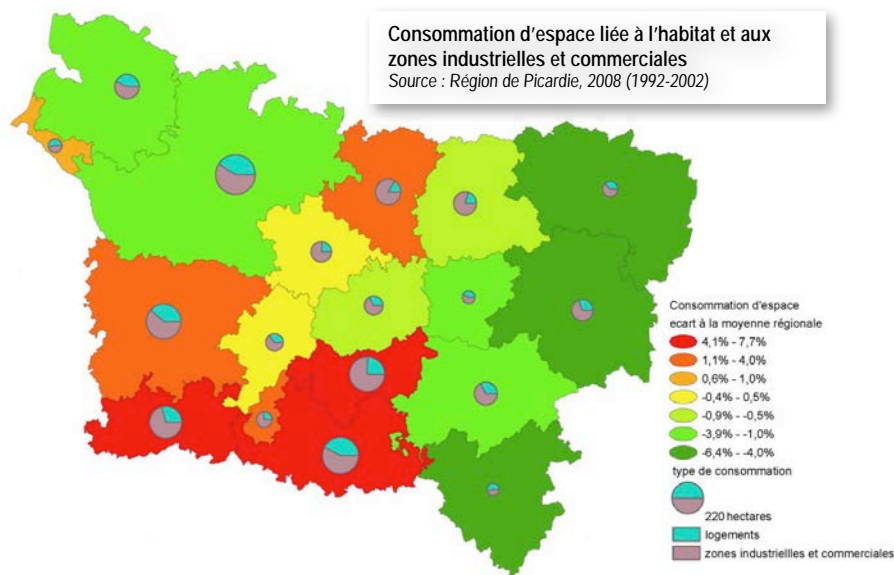 Consommation d'espace liée à l'habitat et aux
zones industrielles et commerciales
Source : Région de Picardie, 2008 (1992-2002)
Consommation d'espace
ecart à la moyenne régionale
4,1% - 7,7%
1,1% - 4,0%
0,6% - 1,0%
-0,4% - 0,5%
-0,9% - -0,5%
-3,9% - -1,0%
-6,4% - -4,0%
type de consommation
220 hectares
logements
zones industriellles et commerciales